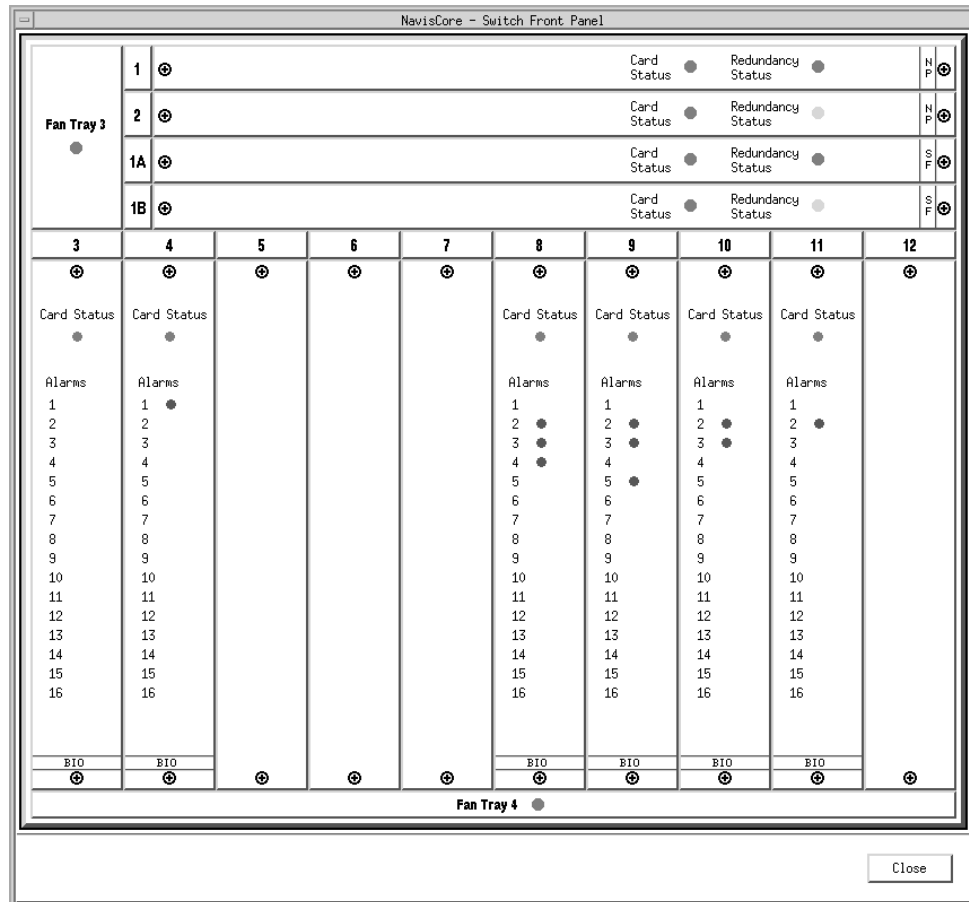 NavisCore - Switch Front Panel
Fan Tray 3
1 Card Status Redundancy Status NP
2 Card Status Redundancy Status NP
1A Card Status Redundancy Status SF
1B Card Status Redundancy Status SF
3 4 5 6 7 8 9 10 11 12
Card Status Card Status Card Status Card Status Card Status Card Status
Alarms Alarms Alarms Alarms Alarms Alarms
1 1 1 1 1 1
2 2 2 2 2 2
3 3 3 3 3 3
4 4 4 4 4 4
5 5 5 5 5 5
6 6 6 6 6 6
7 7 7 7 7 7
8 8 8 8 8 8
9 9 9 9 9 9
10 10 10 10 10 10
11 11 11 11 11 11
12 12 12 12 12 12
13 13 13 13 13 13
14 14 14 14 14 14
15 15 15 15 15 15
16 16 16 16 16 16
BIO BIO BIO BIO BIO BIO
Fan Tray 4
Close